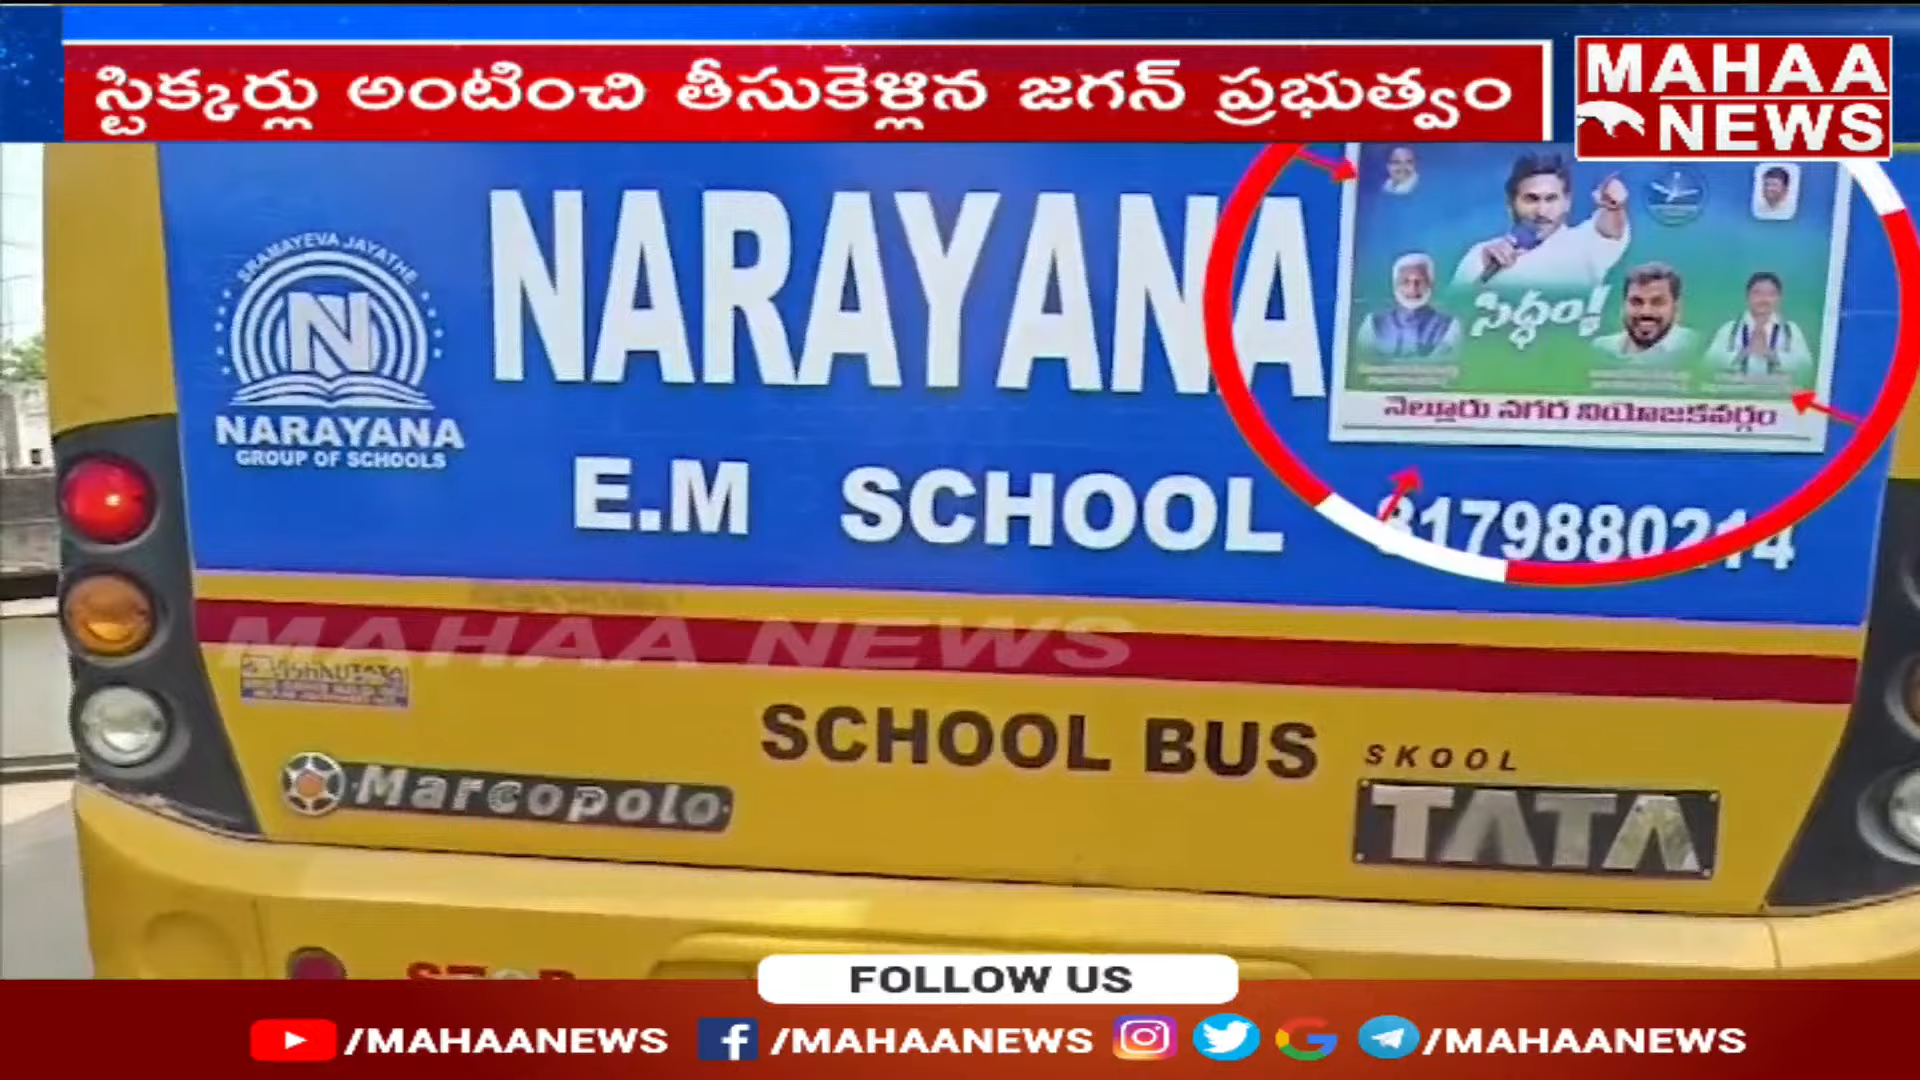 స్టిక్కర్లు అంటించి తీసుకెళ్లిన జగన్ ప్రభుత్వం
MAHAA
NEWS
SRAMAYEVA JAYATHE
N
NARAYANA
GROUP OF SCHOOLS
NARAYANA
సిద్ధం!
నెల్లూరు నగర నియోజకవర్గం
E.M SCHOOL
8179880214
MAHAA NEWS
SCHOOL BUS
SKOOL
Marcopolo
TATA
FOLLOW US
/MAHAANEWS
/MAHAANEWS
/MAHAANEWS